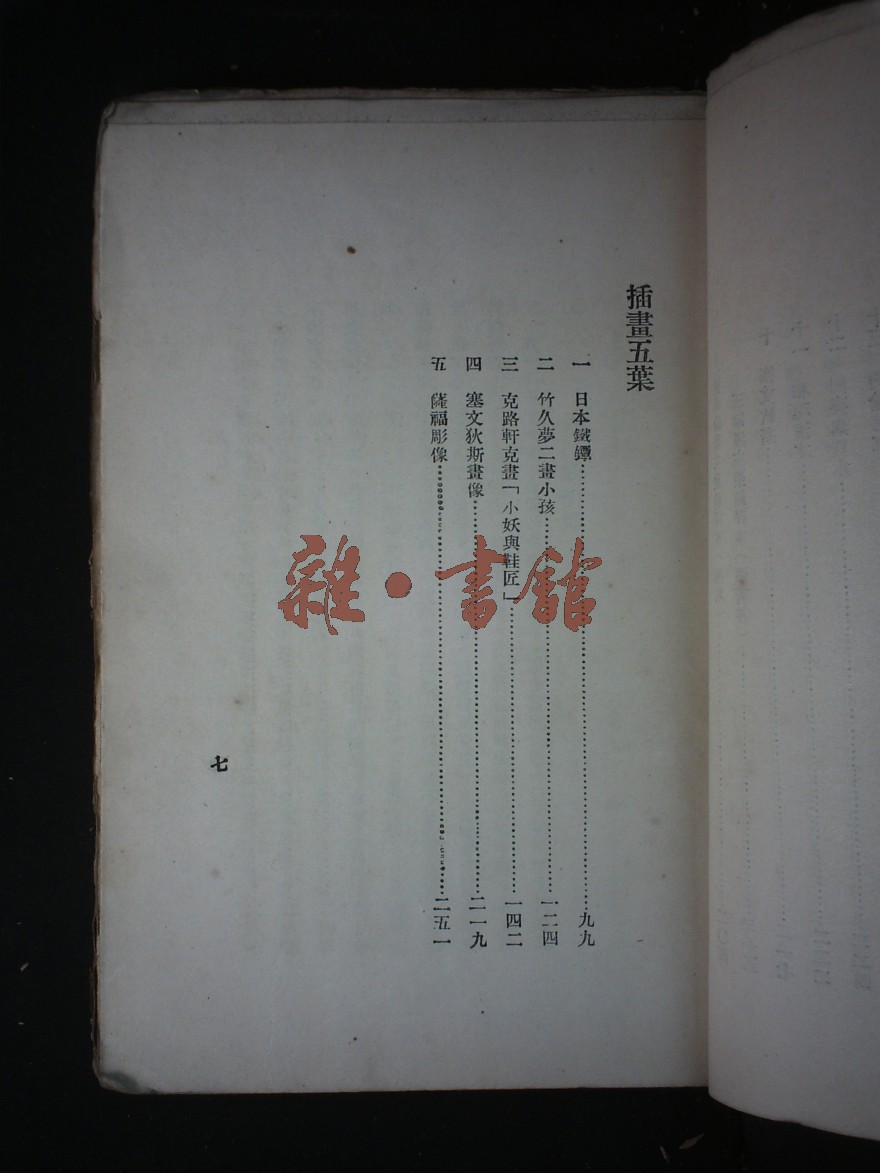 插畫五葉
一 日本鐵鐔……九九
二 竹久夢二畫小孩……一二四
三 克路軒克畫「小妖與鞋匠」……一四二
四 塞文狄斯畫像……二一九
五 薩福彫像……二五一
七
雜·書館